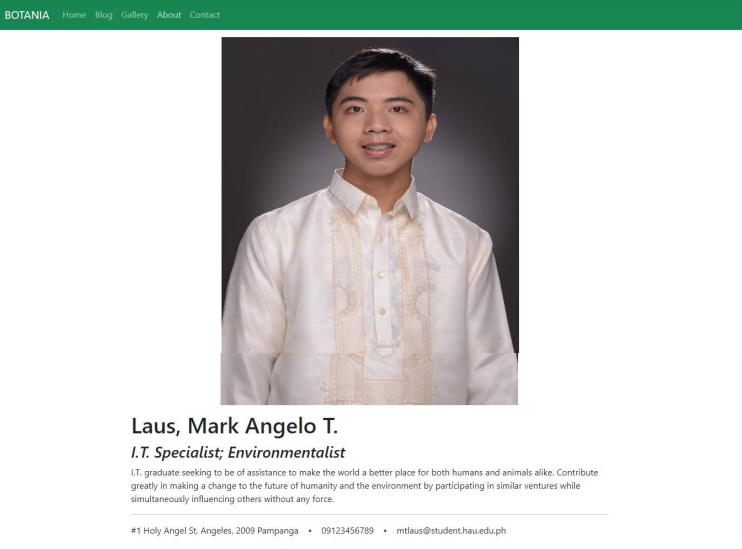 BOTANIA Home Blog Gallery About Contact
Laus, Mark Angelo T.
I.T. Specialist; Environmentalist
I.T. graduate seeking to be of assistance to make the world a better place for both humans and animals alike. Contribute
greatly in making a change to the future of humanity and the environment by participating in similar ventures while
simultaneously influencing others without any force.
#1 Holy Angel St, Angeles, 2009 Pampanga • 09123456789 • mtlaus@student.hau.edu.ph